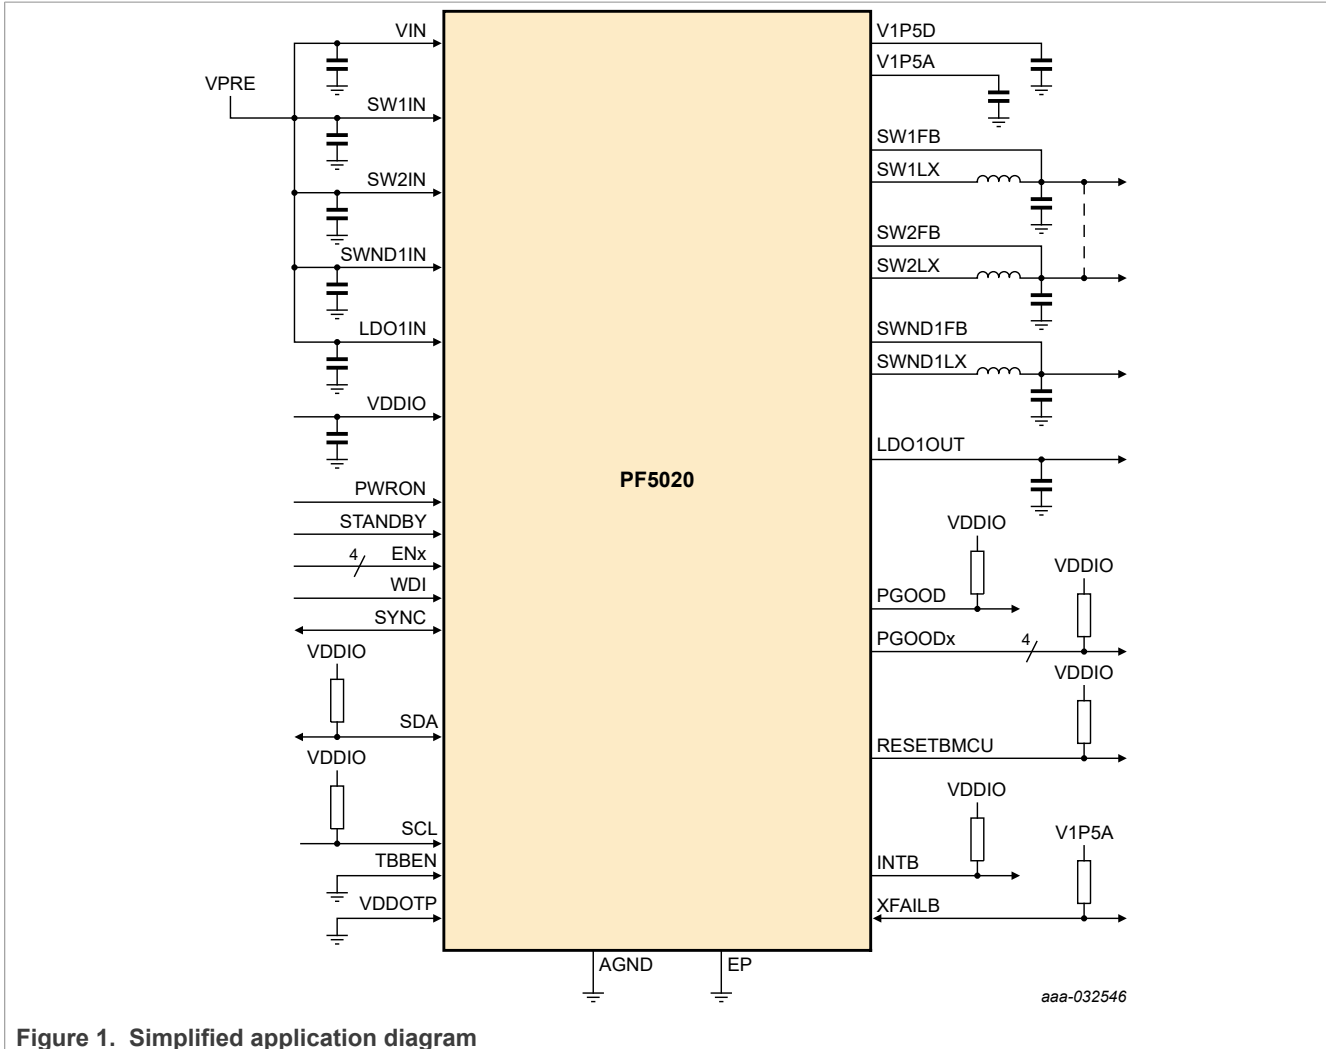 VIN
VPRE
SW1IN
SW2IN
SWND1IN
LDO1IN
VDDIO
PWRON
STANDBY
4 ENx
WDI
SYNC
VDDIO
SDA
VDDIO
SCL
TBBEN
VDDOTP
PF5020
AGND
EP
V1P5D
V1P5A
SW1FB
SW1LX
SW2FB
SW2LX
SWND1FB
SWND1LX
LDO1OUT
VDDIO
PGOOD
VDDIO
PGOODx 4
VDDIO
RESETBMCU
VDDIO
INTB
V1P5A
XFAILB
aaa-032546
Figure 1. Simplified application diagram